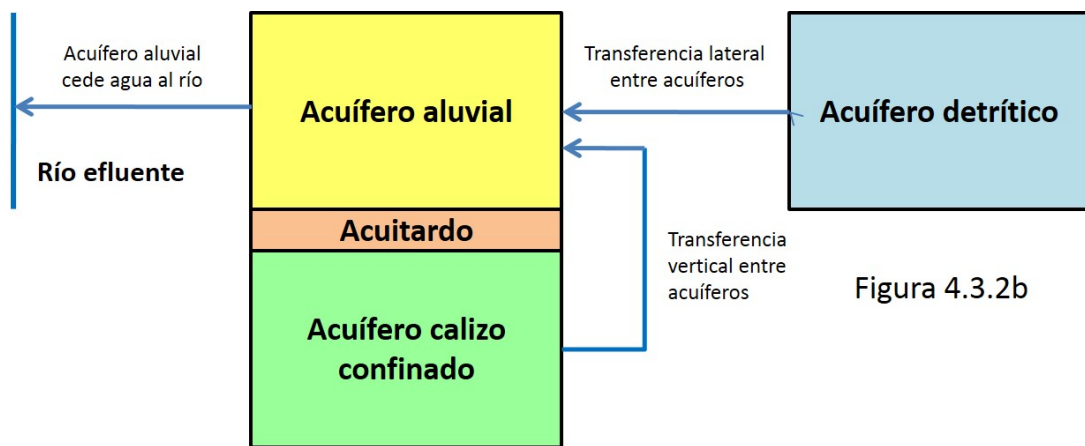 Acuífero aluvial
cede agua al río
Río efluente
Acuífero aluvial
Transferencia lateral
entre acuíferos
Acuífero detrítico
Acuitardo
Transferencia
vertical entre
acuíferos
Acuífero calizo
confinado
Figura 4.3.2b